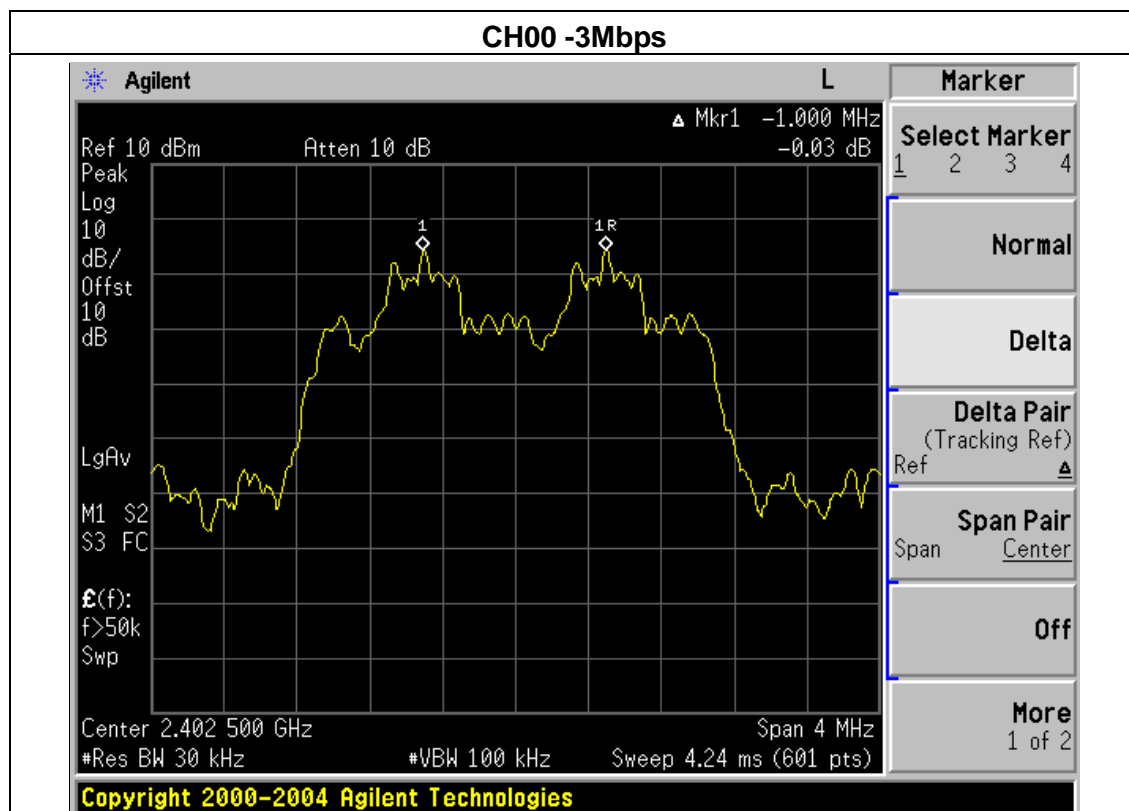 CH00 -3Mbps
Agilent L
Marker
Δ Mkr1 -1.000 MHz
Ref 10 dBm Atten 10 dB -0.03 dB
Peak
Log
10
dB/
Offst
10
dB
LgAv
M1 S2
S3 FC
£(f):
f>50k
Swp
1
1R
Center 2.402 500 GHz Span 4 MHz
#Res BW 30 kHz #VBW 100 kHz Sweep 4.24 ms (601 pts)
Select Marker
1 2 3 4
Normal
Delta
Delta Pair
(Tracking Ref)
Ref Δ
Span Pair
Span Center
Off
More
1 of 2
Copyright 2000-2004 Agilent Technologies